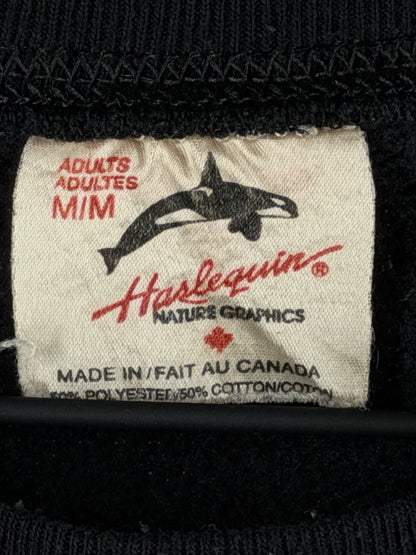 ADULTS
ADULTES
M/M
Harlequin®
NATURE GRAPHICS
MADE IN/FAIT AU CANADA
50% POLYESTER/50% COTTON/COTON